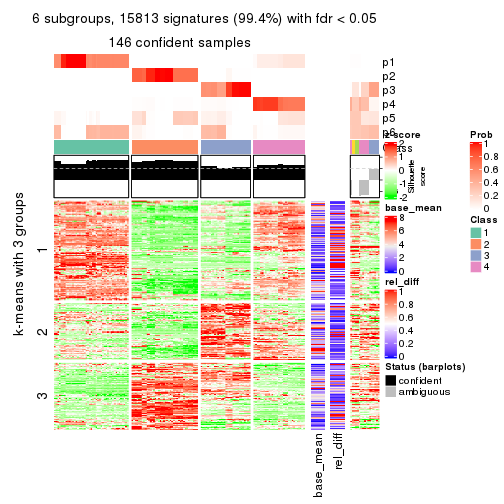 6 subgroups, 15813 signatures (99.4%) with fdr < 0.05
146 confident samples
p1
p2
p3
p4
p5
p6
Class
z-score
2
1
0
-1
-2
Silhouette
score
k-means with 3 groups
1
2
3
base_mean
8
6
4
2
0
rel_diff
1
0.8
0.6
0.4
0.2
0
Prob
1
0.8
0.6
0.4
0.2
0
Class
1
2
3
4
Status (barplots)
confident
ambiguous
base_mean
rel_diff